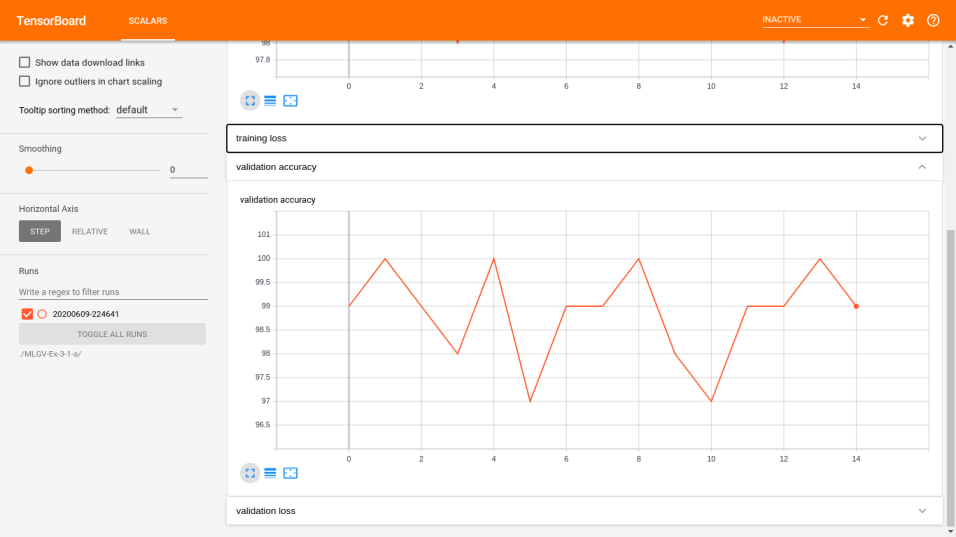 TensorBoard
SCALARS
INACTIVE
Show data download links
Ignore outliers in chart scaling
Tooltip sorting method: default
Smoothing
0
Horizontal Axis
STEP RELATIVE WALL
Runs
Write a regex to filter runs
20200609-224641
TOGGLE ALL RUNS
./MLGV-Ex-3-1-a/
98
97.8
0 2 4 6 8 10 12 14
training loss
validation accuracy
validation accuracy
101
100
99.5
99
98.5
98
97.5
97
96.5
0 2 4 6 8 10 12 14
validation loss